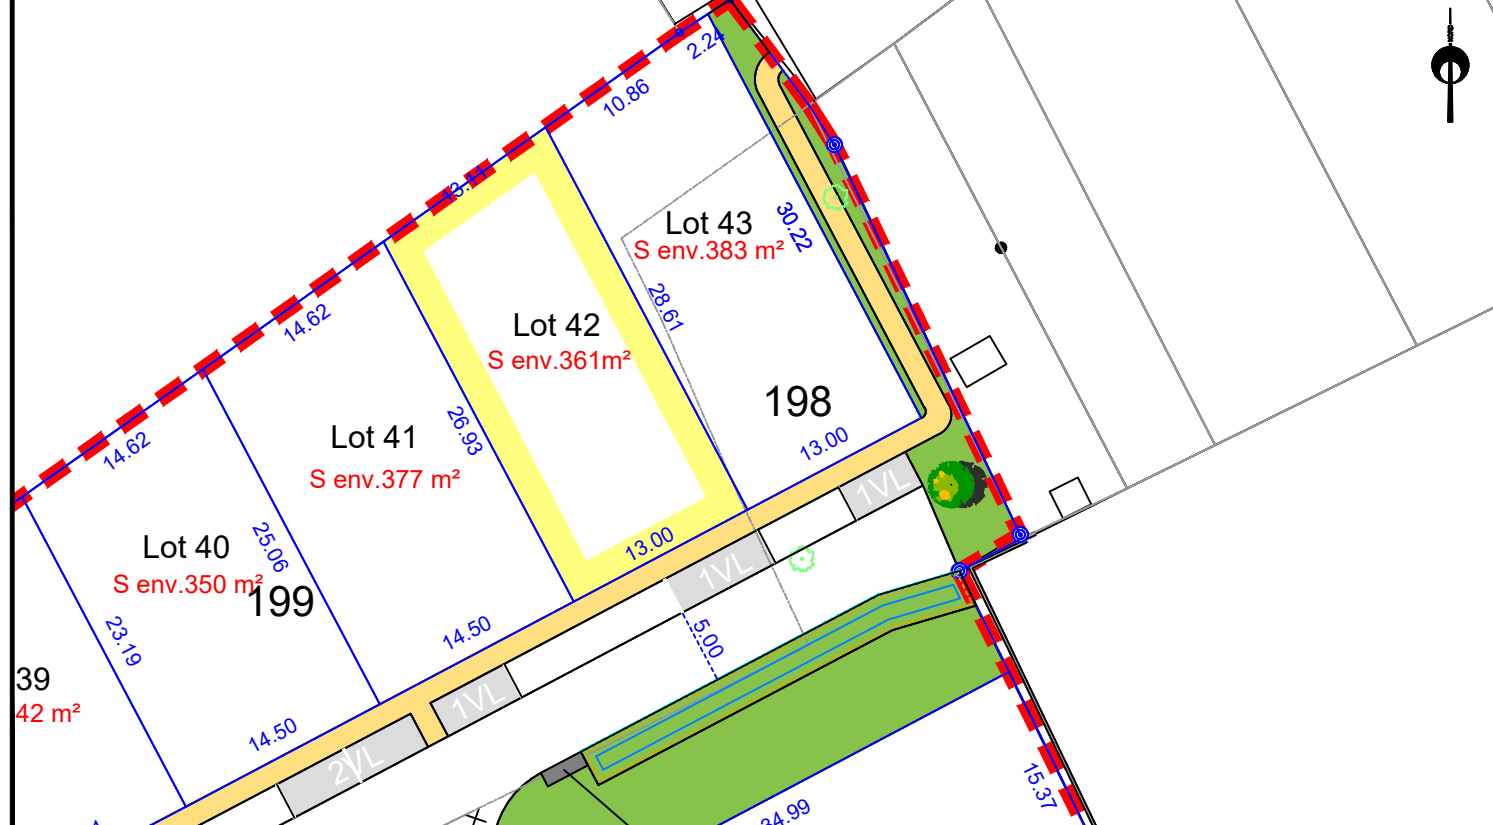 NORD
2.24
10.86
13.11
14.62
14.62
Lot 43
S env.383 m²
30.22
28.61
Lot 42
S env.361m²
198
13.00
Lot 41
S env.377 m²
26.93
13.00
1VL
Lot 40
S env.350 m²
25.06
199
1VL
23.19
14.50
5.00
39
42 m²
1VL
14.50
2VL
15.37
34.99